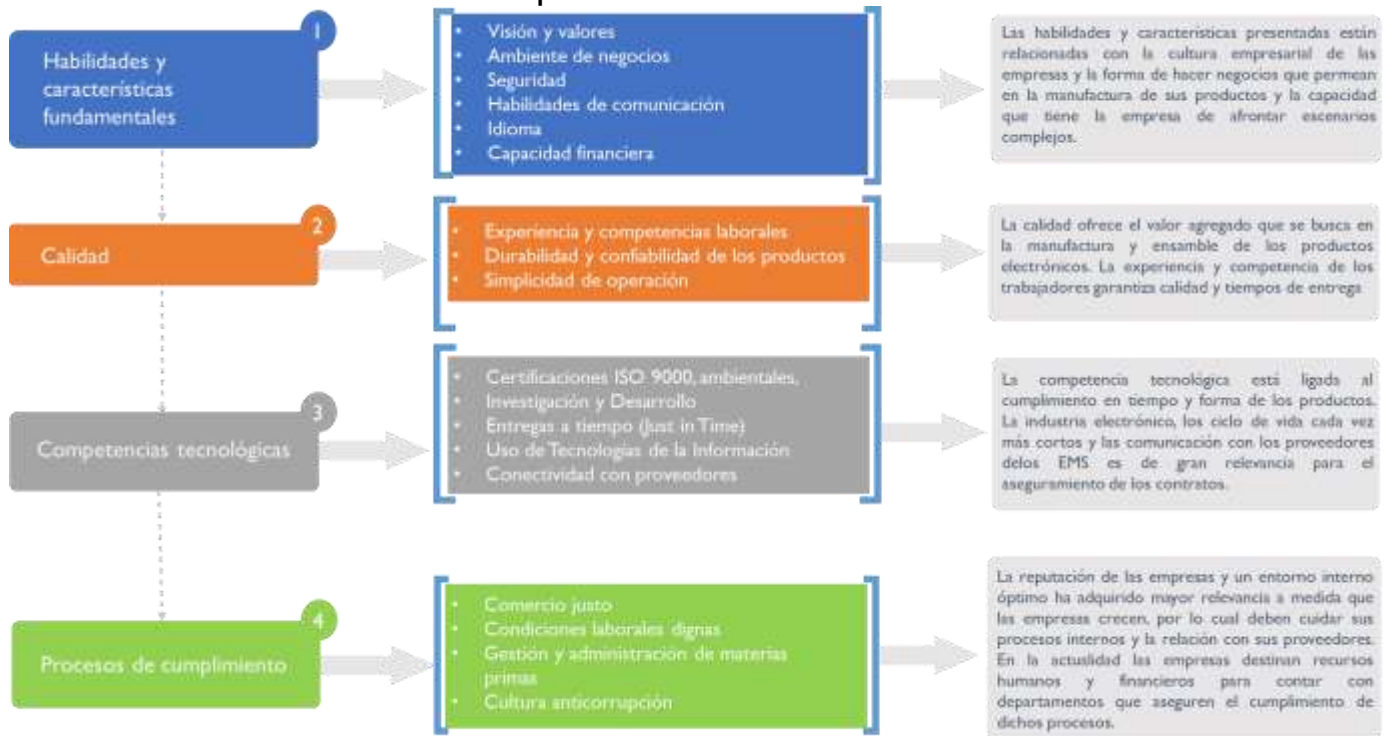 1
Habilidades y
características
fundamentales
• Visión y valores
• Ambiente de negocios
• Seguridad
• Habilidades de comunicación
• Idioma
• Capacidad financiera
Las habilidades y características presentadas están
relacionadas con la cultura empresarial de las
empresas y la forma de hacer negocios que permean
en la manufactura de sus productos y la capacidad
que tiene la empresa de afrontar escenarios
complejos.
2
Calidad
• Experiencia y competencias laborales
• Durabilidad y confiabilidad de los productos
• Simplicidad de operación
La calidad ofrece el valor agregado que se busca en
la manufactura y ensamble de los productos
electrónicos. La experiencia y competencia de los
trabajadores garantiza calidad y tiempos de entrega
3
Competencias tecnológicas
• Certificaciones ISO 9000, ambientales,
• Investigación y Desarrollo
• Entregas a tiempo (Just in Time)
• Uso de Tecnologías de la Información
• Conectividad con proveedores
La competencia tecnológica está ligada al
cumplimiento en tiempo y forma de los productos.
La industria electrónico, los ciclo de vida cada vez
más cortos y las comunicación con los proveedores
delos EMS es de gran relevancia para el
aseguramiento de los contratos.
4
Procesos de cumplimiento
• Comercio justo
• Condiciones laborales dignas
• Gestión y administración de materias
primas
• Cultura anticorrupción
La reputación de las empresas y un entorno interno
óptimo ha adquirido mayor relevancia a medida que
las empresas crecen, por lo cual deben cuidar sus
procesos internos y la relación con sus proveedores.
En la actualidad las empresas destinan recursos
humanos y financieros para contar con
departamentos que aseguren el cumplimiento de
dichos procesos.